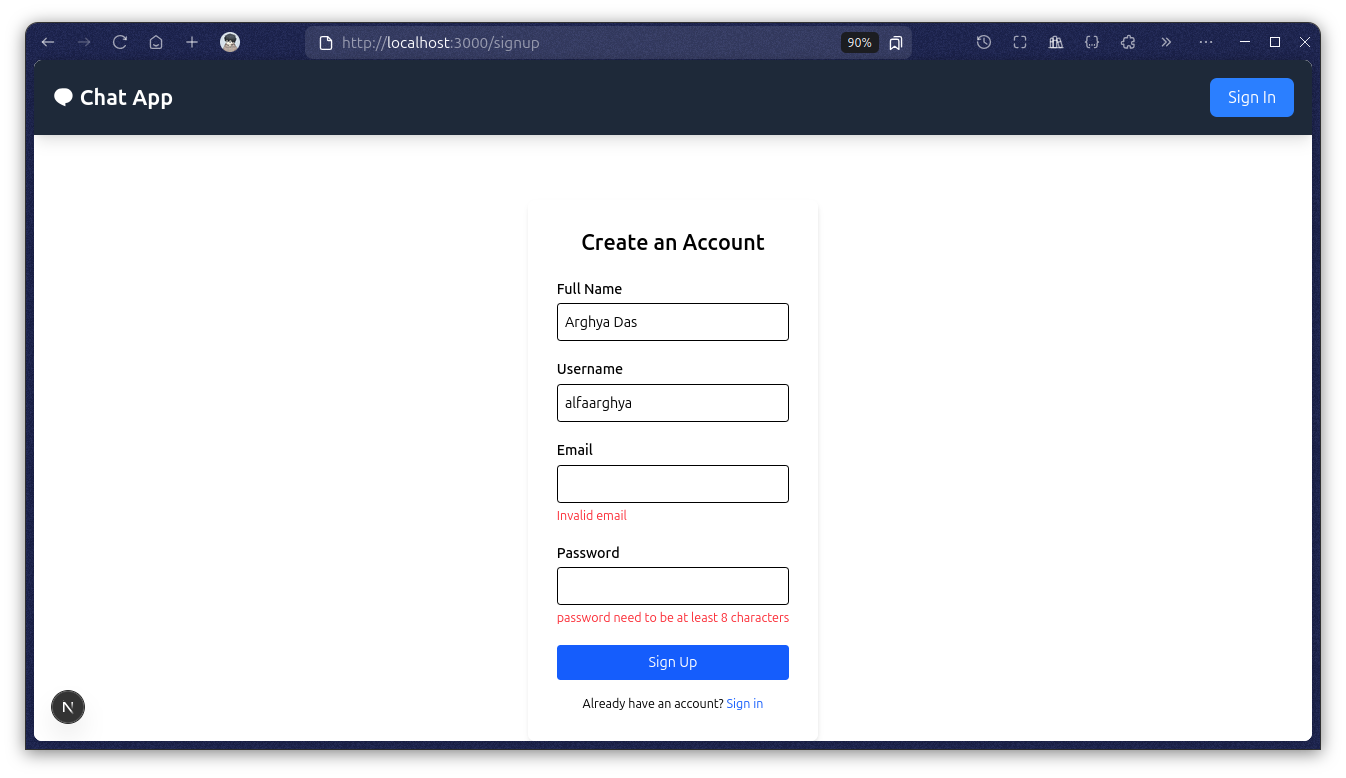 http://localhost:3000/signup
90%
Chat App
Sign In
Create an Account
Full Name
Arghya Das
Username
alfaarghya
Email
Invalid email
Password
password need to be at least 8 characters
Sign Up
Already have an account? Sign in
N